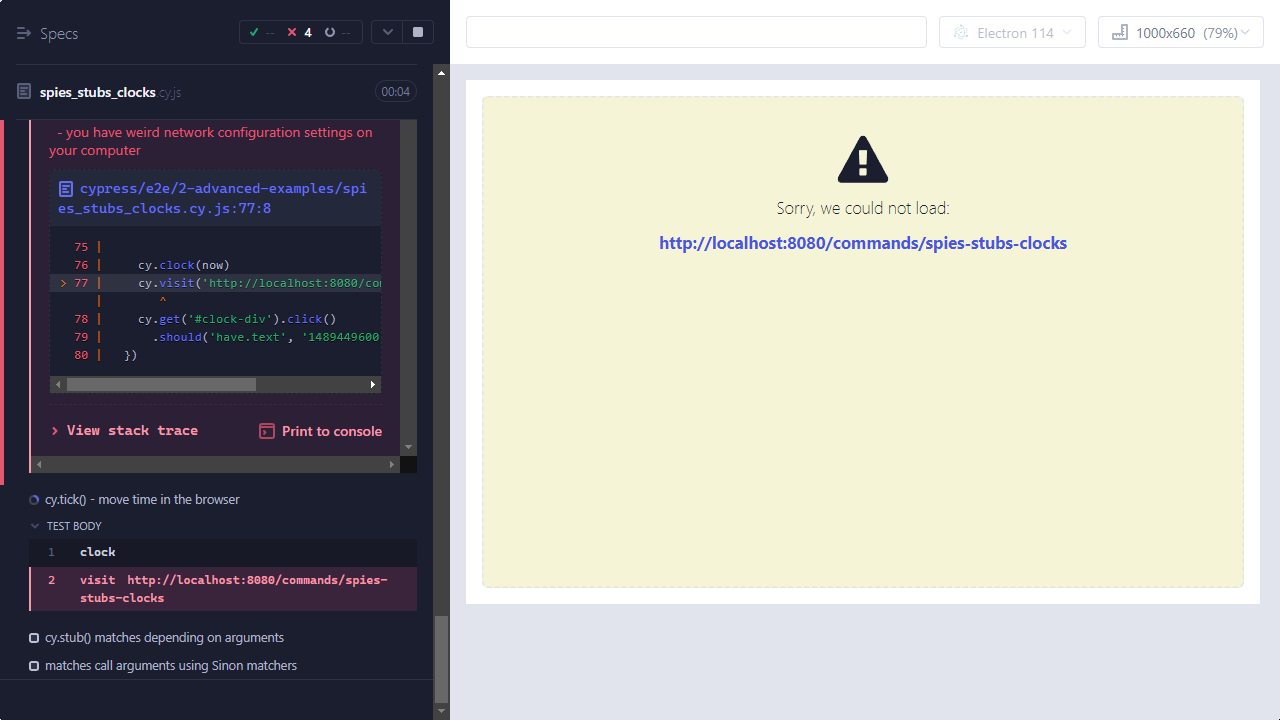 Specs
--
4
--
Electron 114
1000x660 (79%)
spies_stubs_clocks cy.js
00:04
- you have weird network configuration settings on
your computer
cypress/e2e/2-advanced-examples/spi
es_stubs_clocks.cy.js:77:8
75 |
76 | cy.clock(now)
> 77 | cy.visit('http://localhost:8080/co
| ^
78 | cy.get('#clock-div').click()
79 | .should('have.text', '1489449600
80 | })
View stack trace
Print to console
cy.tick() - move time in the browser
TEST BODY
1 clock
2 visit http://localhost:8080/commands/spies-
stubs-clocks
cy.stub() matches depending on arguments
matches call arguments using Sinon matchers
Sorry, we could not load:
http://localhost:8080/commands/spies-stubs-clocks